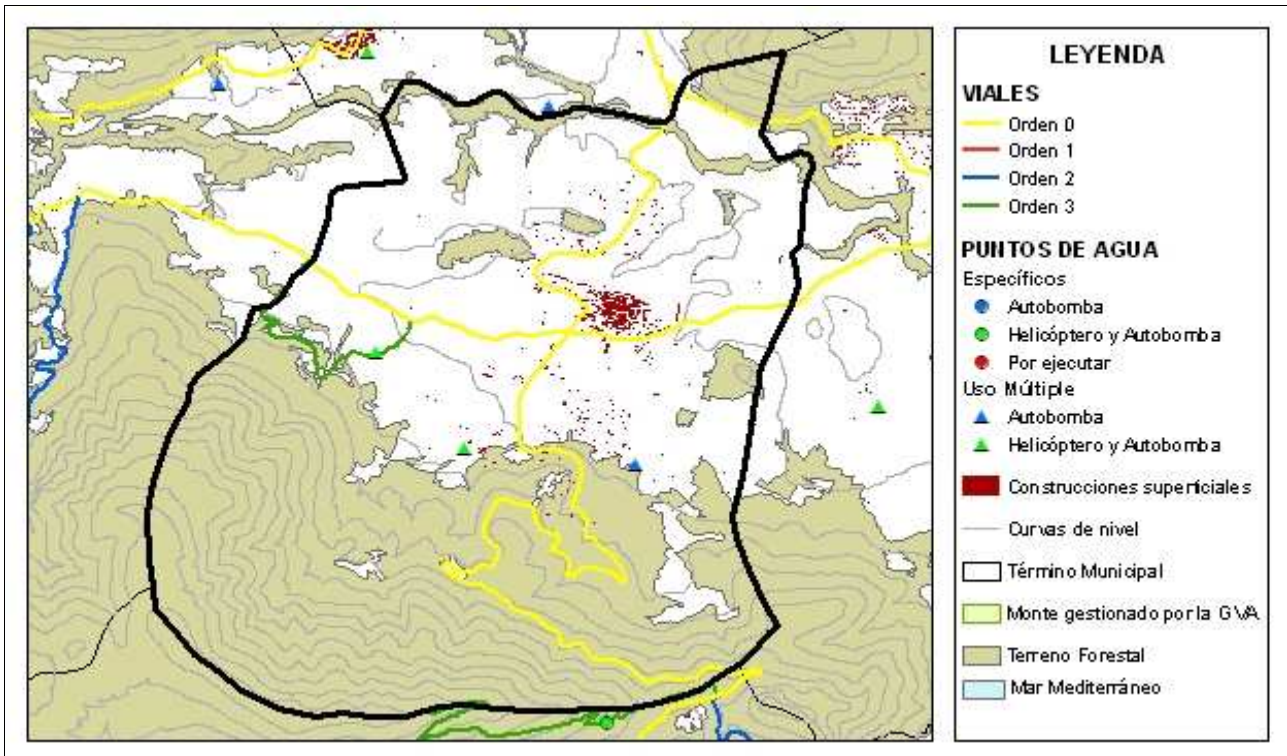 LEYENDA
VIALES
Orden 0
Orden 1
Orden 2
Orden 3
PUNTOS DE AGUA
Específicos
Autobomba
Helicóptero y Autobomba
Por ejecutar
Uso Múltiple
Autobomba
Helicóptero y Autobomba
Construcciones superficiales
Curvas de nivel
Término Municipal
Monte gestionado por la GVA
Terreno Forestal
Mar Mediterráneo